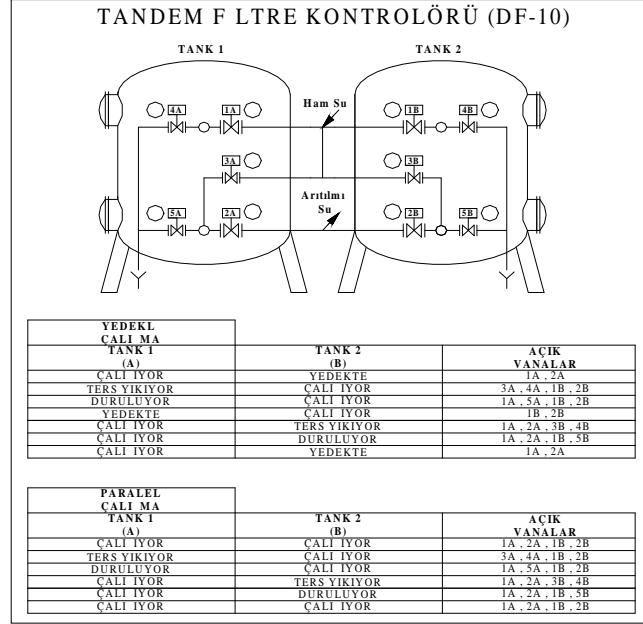 TANDEM F LTRE KONTROLÖRÜ (DF-10)
TANK 1 TANK 2
4A 1A Ham Su 1B 4B
3A 3B
Arıtılmı
Su
5A 2A 2B 5B
YEDEKL
ÇALI MA
TANK 1 TANK 2 AÇIK
(A) (B) VANALAR
ÇALI IYOR YEDEKTE 1A , 2A
TERS YIKIYOR ÇALI IYOR 3A , 4A , 1B , 2B
DURULUYOR ÇALI IYOR 1A , 5A , 1B , 2B
YEDEKTE ÇALI IYOR 1B , 2B
ÇALI IYOR TERS YIKIYOR 1A , 2A , 3B , 4B
ÇALI IYOR DURULUYOR 1A , 2A , 1B , 5B
ÇALI IYOR YEDEKTE 1A , 2A
PARALEL
ÇALI MA
TANK 1 TANK 2 AÇIK
(A) (B) VANALAR
ÇALI IYOR ÇALI IYOR 1A , 2A , 1B , 2B
TERS YIKIYOR ÇALI IYOR 3A , 4A , 1B , 2B
DURULUYOR ÇALI IYOR 1A , 5A , 1B , 2B
ÇALI IYOR TERS YIKIYOR 1A , 2A , 3B , 4B
ÇALI IYOR DURULUYOR 1A , 2A , 1B , 5B
ÇALI IYOR ÇALI IYOR 1A , 2A , 1B , 2B